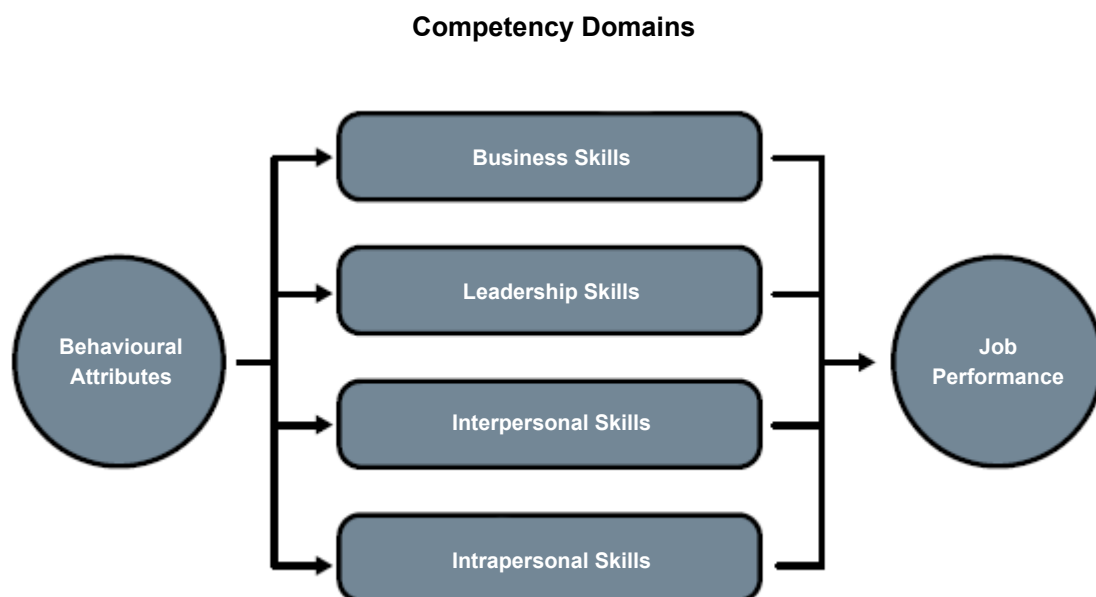 Competency Domains
Business Skills
Leadership Skills
Behavioural
Attributes
Job
Performance
Interpersonal Skills
Intrapersonal Skills